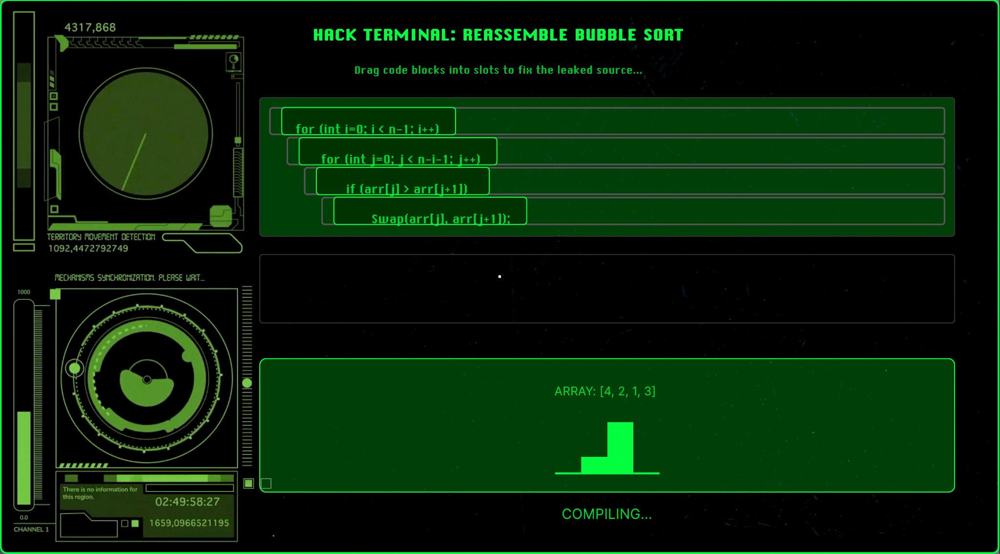 4317,868
TERRITORY MOVEMENT DETECTION
1092,4472792749
MECHANISMS SYNCHRONIZATION. PLEASE WAIT...
1000
0.0
CHANNEL 1
There is no information for
this region.
02:49:58:27
1659,0966521195
HACK TERMINAL: REASSEMBLE BUBBLE SORT
Drag code blocks into slots to fix the leaked source...
for (int i=0; i < n-1; i++)
for (int j=0; j < n-i-1; j++)
if (arr[j] > arr[j+1])
Swap(arr[j], arr[j+1]);
ARRAY: [4, 2, 1, 3]
COMPILING...